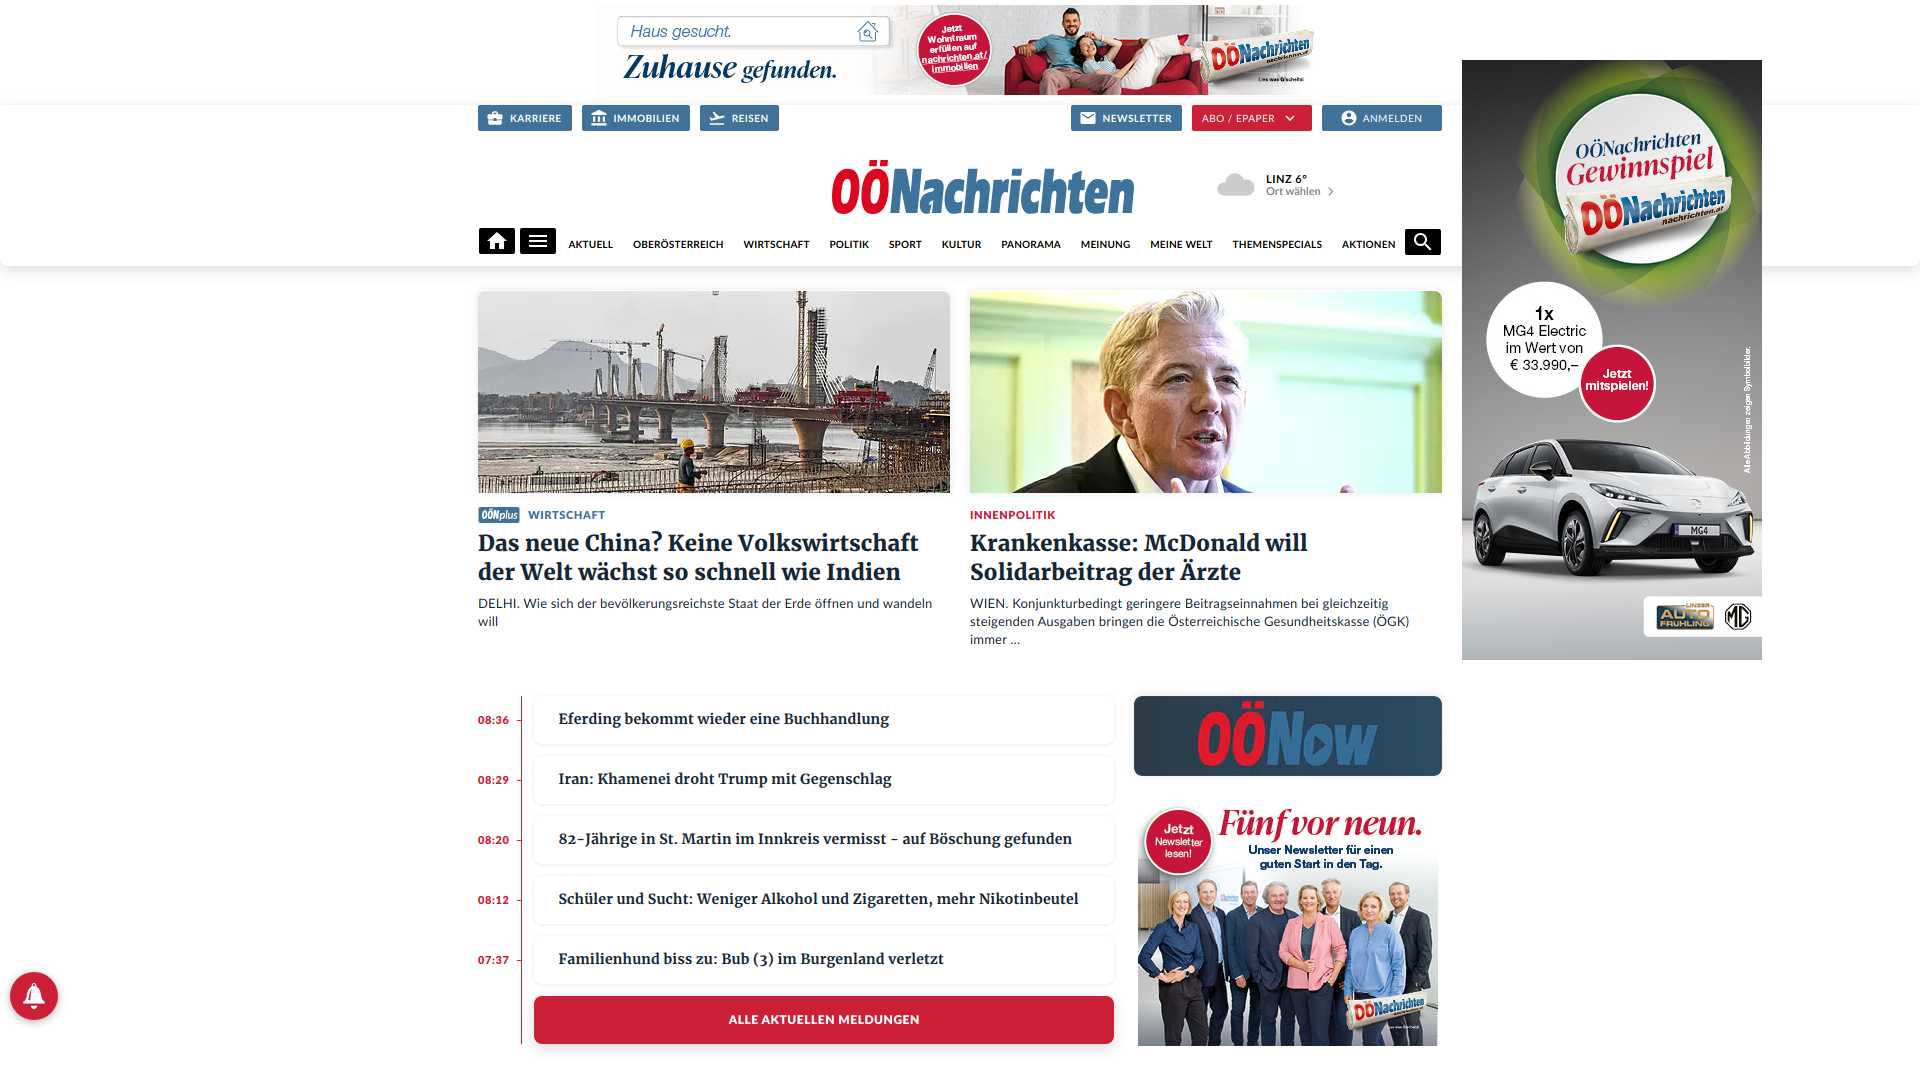 Haus gesucht.
Zuhause gefunden.
Jetzt
Wohntraum
erfüllen auf
nachrichten.at/
immobilien
OÖNachrichten
nachrichten.at
Lies was G'scheits!
KARRIERE
IMMOBILIEN
REISEN
NEWSLETTER
ABO / EPAPER
ANMELDEN
OÖNachrichten
LINZ 6°
Ort wählen
AKTUELL
OBERÖSTERREICH
WIRTSCHAFT
POLITIK
SPORT
KULTUR
PANORAMA
MEINUNG
MEINE WELT
THEMENSPECIALS
AKTIONEN
OÖNachrichten
Gewinnspiel
OÖNachrichten
nachrichten.at
1x
MG4 Electric
im Wert von
€ 33.990,–
Jetzt
mitspielen!
Alle Abbildungen zeigen Symbolbilder.
MG4
UNSER
AUTO
FRÜHLING
MG
OÖNplus WIRTSCHAFT
Das neue China? Keine Volkswirtschaft
der Welt wächst so schnell wie Indien
DELHI. Wie sich der bevölkerungsreichste Staat der Erde öffnen und wandeln
will
INNENPOLITIK
Krankenkasse: McDonald will
Solidarbeitrag der Ärzte
WIEN. Konjunkturbedingt geringere Beitragseinnahmen bei gleichzeitig
steigenden Ausgaben bringen die Österreichische Gesundheitskasse (ÖGK)
immer ...
08:36 Eferding bekommt wieder eine Buchhandlung
08:29 Iran: Khamenei droht Trump mit Gegenschlag
08:20 82-Jährige in St. Martin im Innkreis vermisst - auf Böschung gefunden
08:12 Schüler und Sucht: Weniger Alkohol und Zigaretten, mehr Nikotinbeutel
07:37 Familienhund biss zu: Bub (3) im Burgenland verletzt
ALLE AKTUELLEN MELDUNGEN
OÖNow
Jetzt
Newsletter
lesen!
Fünf vor neun.
Unser Newsletter für einen
guten Start in den Tag.
OÖNachrichten